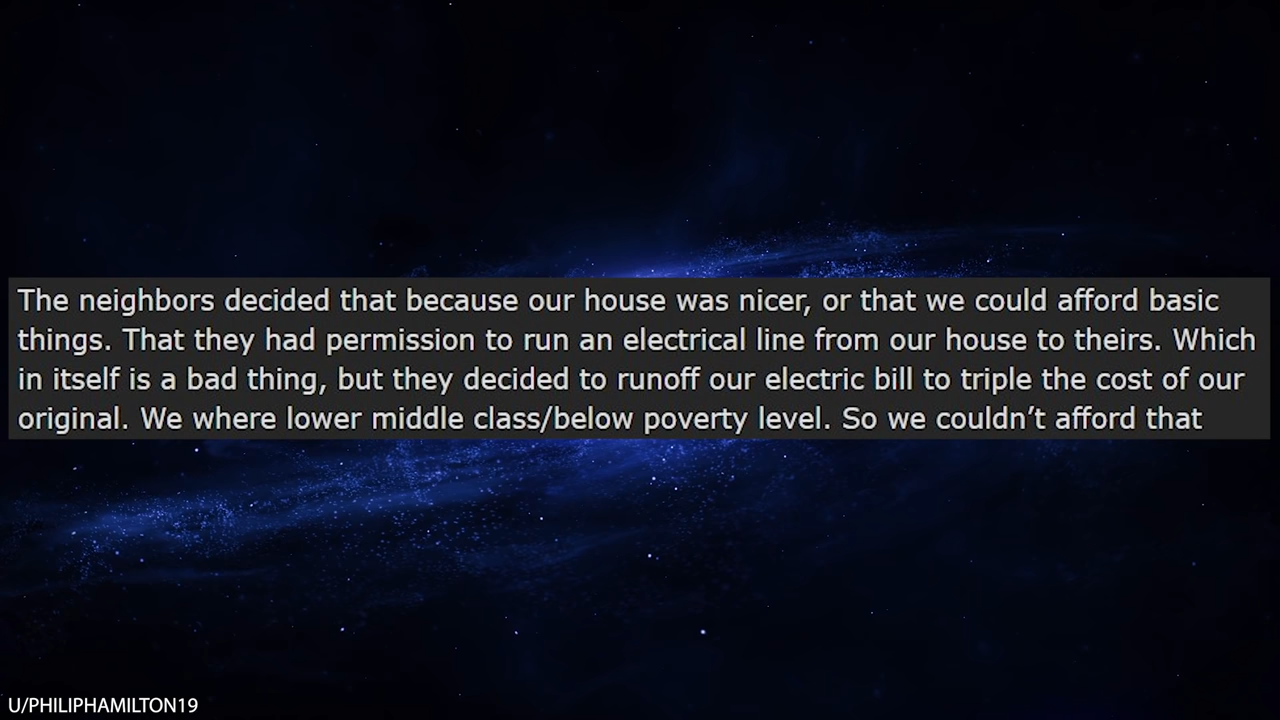 The neighbors decided that because our house was nicer, or that we could afford basic
things. That they had permission to run an electrical line from our house to theirs. Which
in itself is a bad thing, but they decided to runoff our electric bill to triple the cost of our
original. We where lower middle class/below poverty level. So we couldn’t afford that
U/PHILIPHAMILTON19